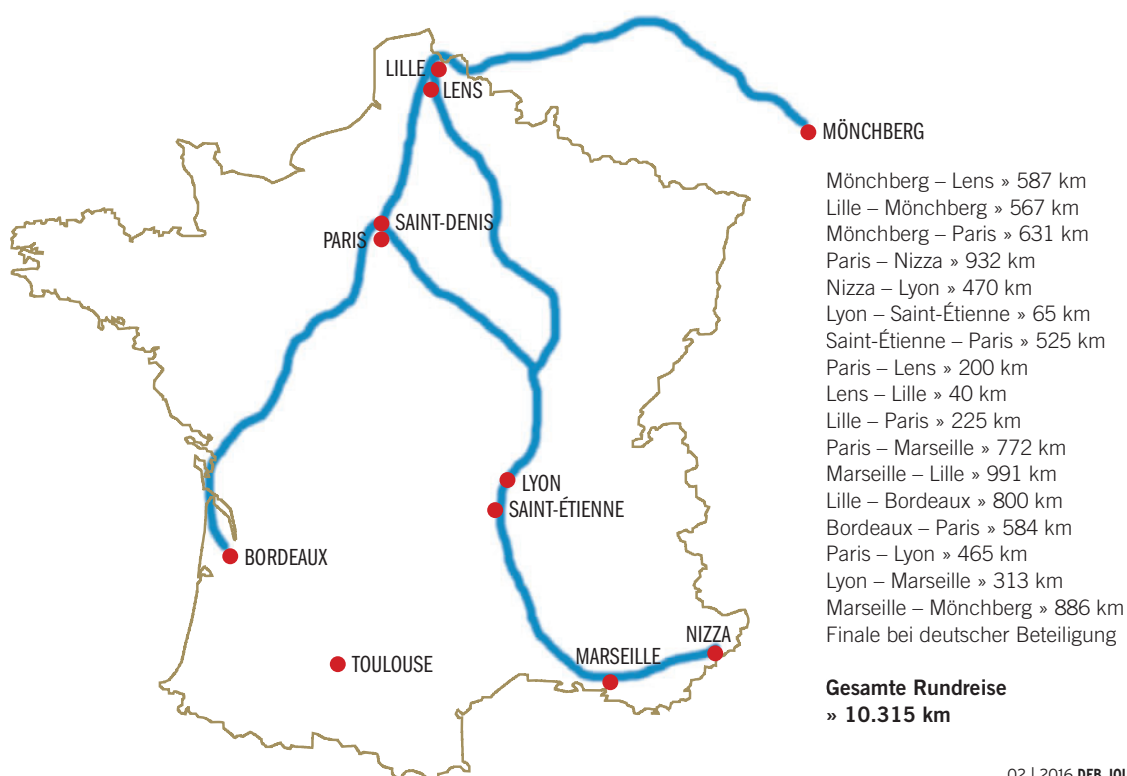 LILLE
LENS
MÖNCHBERG
SAINT-DENIS
PARIS
LYON
SAINT-ÉTIENNE
BORDEAUX
TOULOUSE
MARSEILLE
NIZZA
Mönchberg – Lens » 587 km
Lille – Mönchberg » 567 km
Mönchberg – Paris » 631 km
Paris – Nizza » 932 km
Nizza – Lyon » 470 km
Lyon – Saint-Étienne » 65 km
Saint-Étienne – Paris » 525 km
Paris – Lens » 200 km
Lens – Lille » 40 km
Lille – Paris » 225 km
Paris – Marseille » 772 km
Marseille – Lille » 991 km
Lille – Bordeaux » 800 km
Bordeaux – Paris » 584 km
Paris – Lyon » 465 km
Lyon – Marseille » 313 km
Marseille – Mönchberg » 886 km
Finale bei deutscher Beteiligung
Gesamte Rundreise
» 10.315 km
02 | 2016 DFB